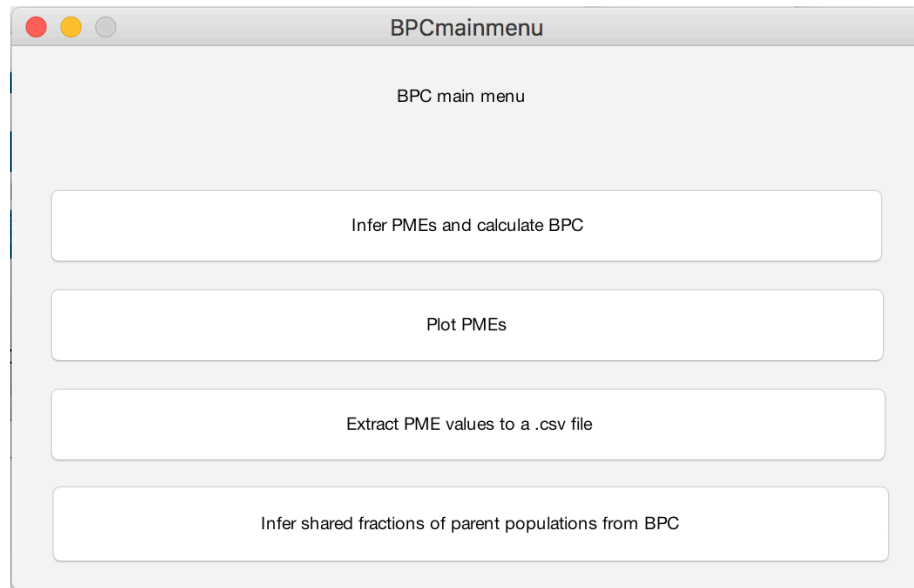 BPCmainmenu
BPC main menu
Infer PMEs and calculate BPC
Plot PMEs
Extract PME values to a .csv file
Infer shared fractions of parent populations from BPC